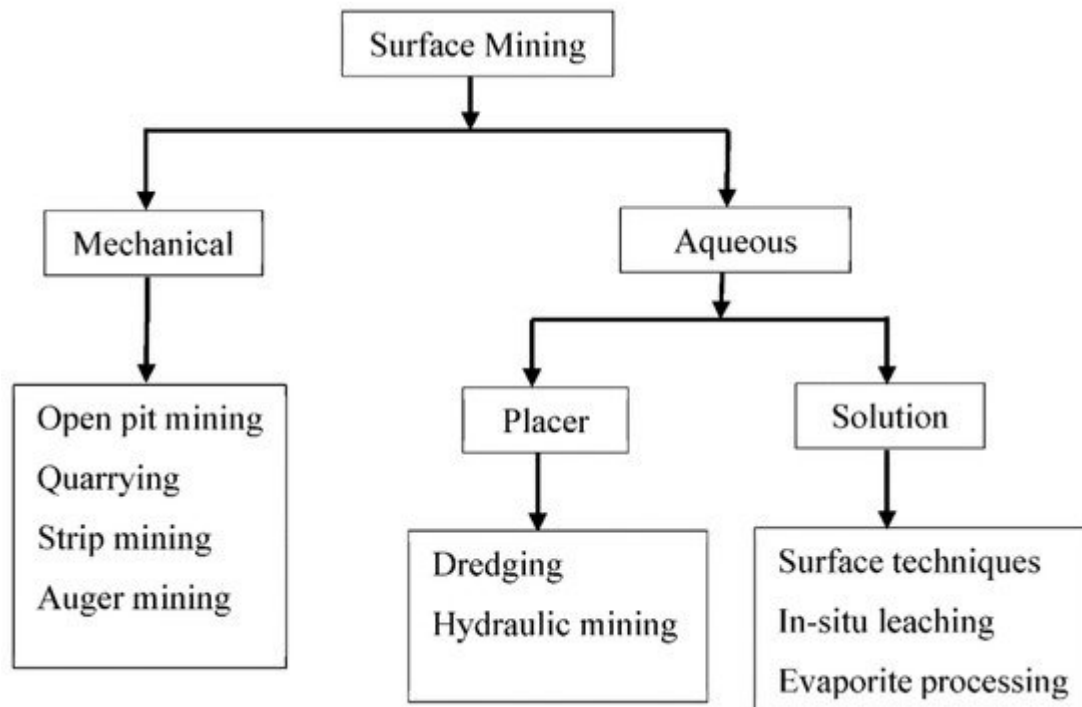 Surface Mining
Mechanical
Aqueous
Open pit mining
Quarrying
Strip mining
Auger mining
Placer
Solution
Dredging
Hydraulic mining
Surface techniques
In-situ leaching
Evaporite processing